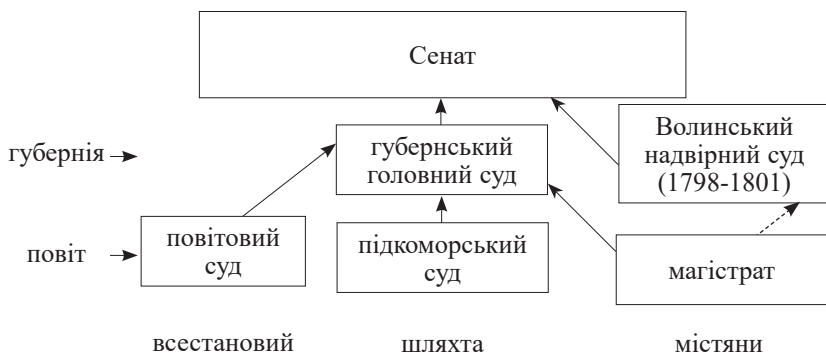 Сенат
губернія
губернський
головний суд
Волинський
надвірний суд
(1798-1801)
повіт
повітовий
суд
підкоморський
суд
магістрат
всестановий
шляхта
містяни